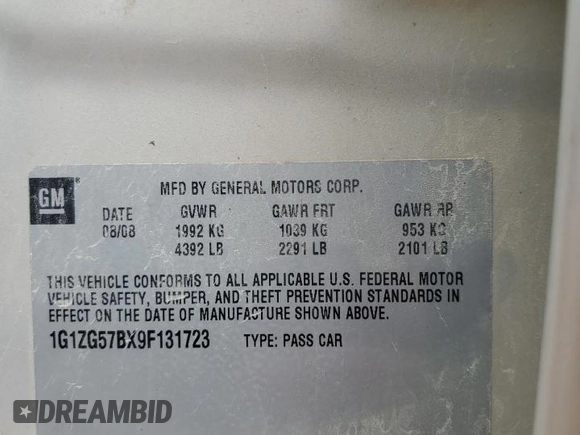 GM
MFD BY GENERAL MOTORS CORP.
DATE GVWR GAWR FRT GAWR RR
08/08 1992 KG 1039 KG 953 KG
4392 LB 2291 LB 2101 LB
THIS VEHICLE CONFORMS TO ALL APPLICABLE U.S. FEDERAL MOTOR
VEHICLE SAFETY, BUMPER, AND THEFT PREVENTION STANDARDS IN
EFFECT ON THE DATE OF MANUFACTURE SHOWN ABOVE.
1G1ZG57BX9F131723 TYPE: PASS CAR
DREAMBID